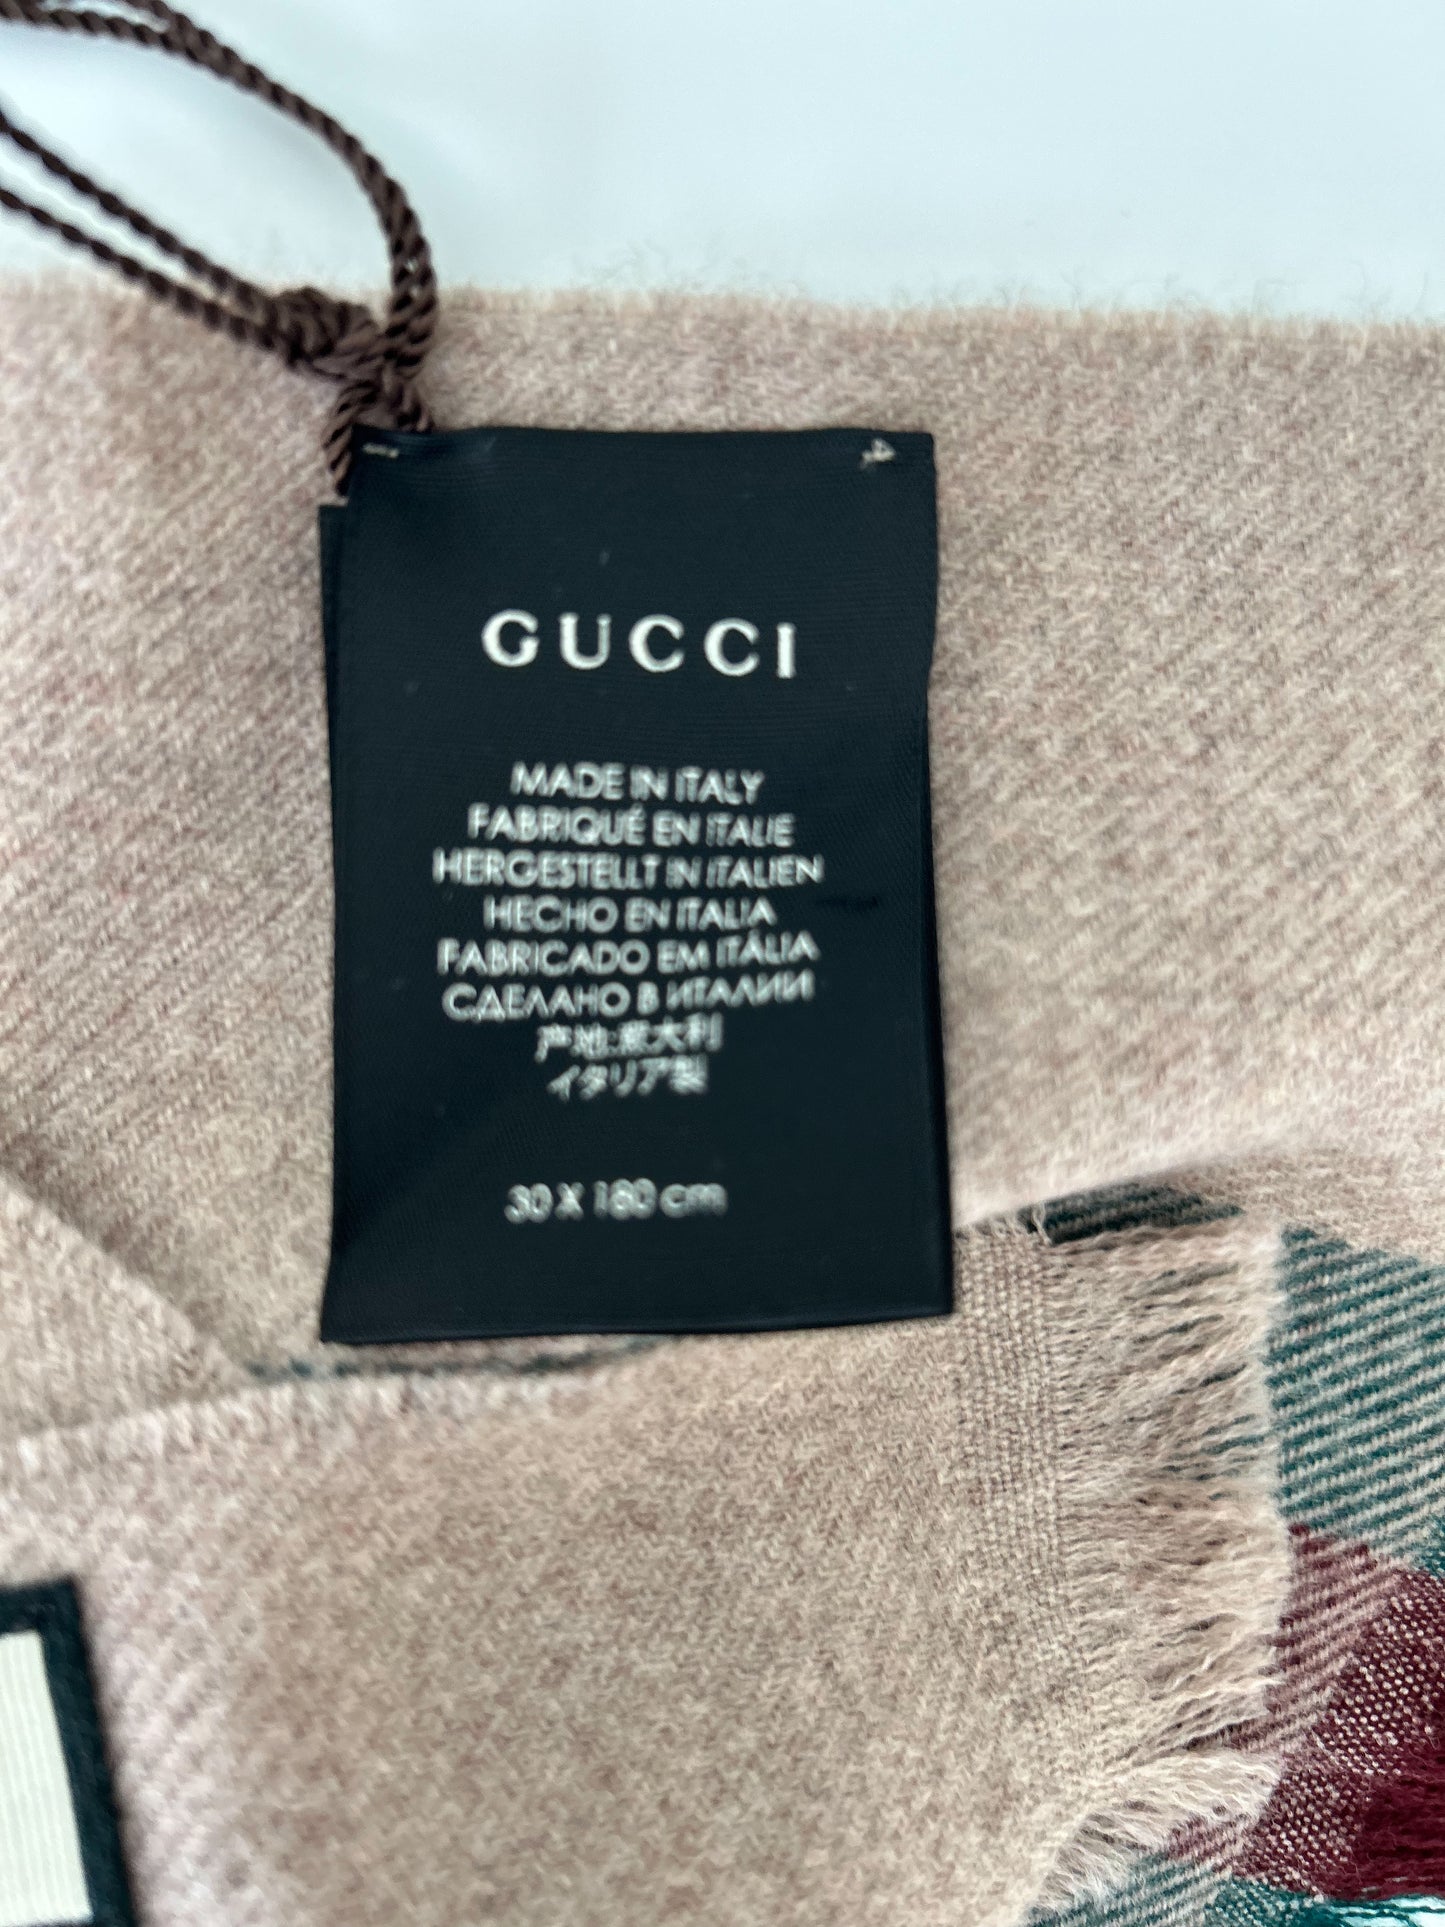 GUCCI
MADE IN ITALY
FABRIQUÉ EN ITALIE
HERGESTELLT IN ITALIEN
HECHO EN ITALIA
FABRICADO EM ITÁLIA
СДЕЛАНО В ИТАЛИИ
产地:意大利
イタリア製
30 X 180 cm